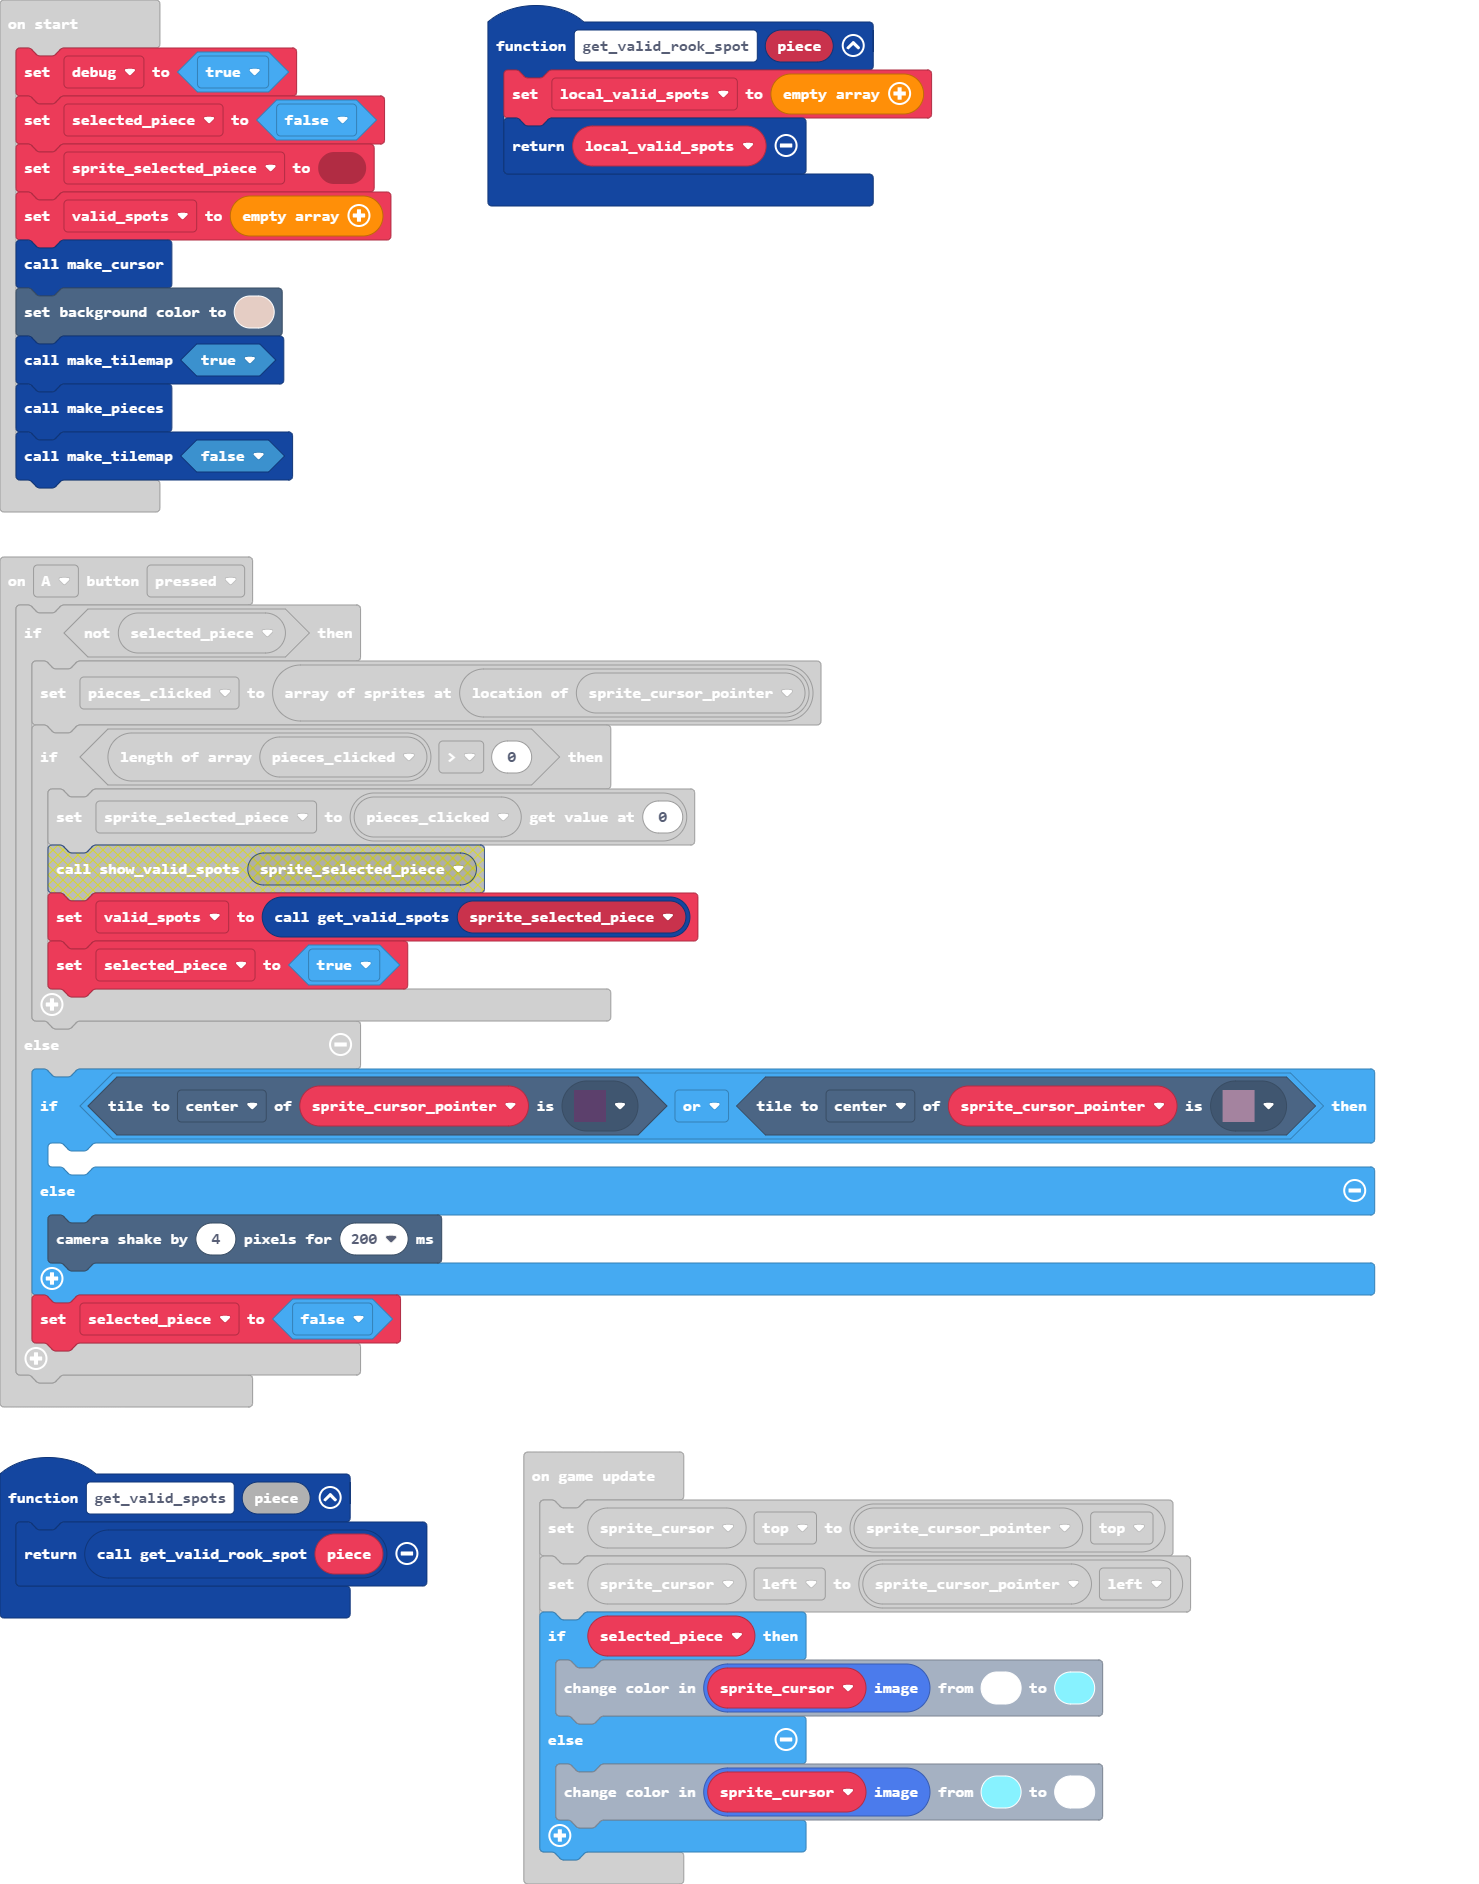 on start
set debug to true
set selected_piece to false
set sprite_selected_piece to
set valid_spots to empty array
call make_cursor
set background color to
call make_tilemap true
call make_pieces
call make_tilemap false
function get_valid_rook_spot piece
set local_valid_spots to empty array
return local_valid_spots
on A button pressed
if not selected_piece then
set pieces_clicked to array of sprites at location of sprite_cursor_pointer
if length of array pieces_clicked > 0 then
set sprite_selected_piece to pieces_clicked get value at 0
call show_valid_spots sprite_selected_piece
set valid_spots to call get_valid_spots sprite_selected_piece
set selected_piece to true
else
if tile to center of sprite_cursor_pointer is or tile to center of sprite_cursor_pointer is then
else
camera shake by 4 pixels for 200 ms
set selected_piece to false
function get_valid_spots piece
return call get_valid_rook_spot piece
on game update
set sprite_cursor top to sprite_cursor_pointer top
set sprite_cursor left to sprite_cursor_pointer left
if selected_piece then
change color in sprite_cursor image from to
else
change color in sprite_cursor image from to